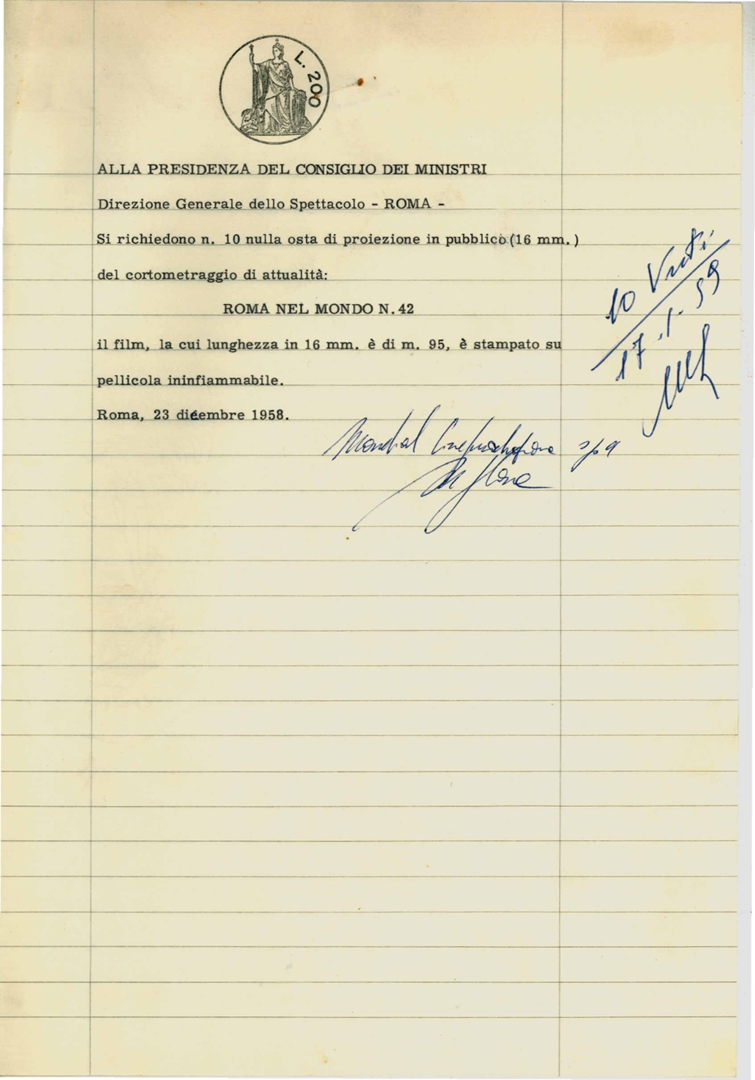 L. 200
ALLA PRESIDENZA DEL CONSIGLIO DEI MINISTRI
Direzione Generale dello Spettacolo - ROMA -
Si richiedono n. 10 nulla osta di proiezione in pubblico (16 mm.)
del cortometraggio di attualità:
ROMA NEL MONDO N. 42
il film, la cui lunghezza in 16 mm. è di m. 95, è stampato su
pellicola ininfiammabile.
Roma, 23 dicembre 1958.
10
17.1.59
Mondial spa